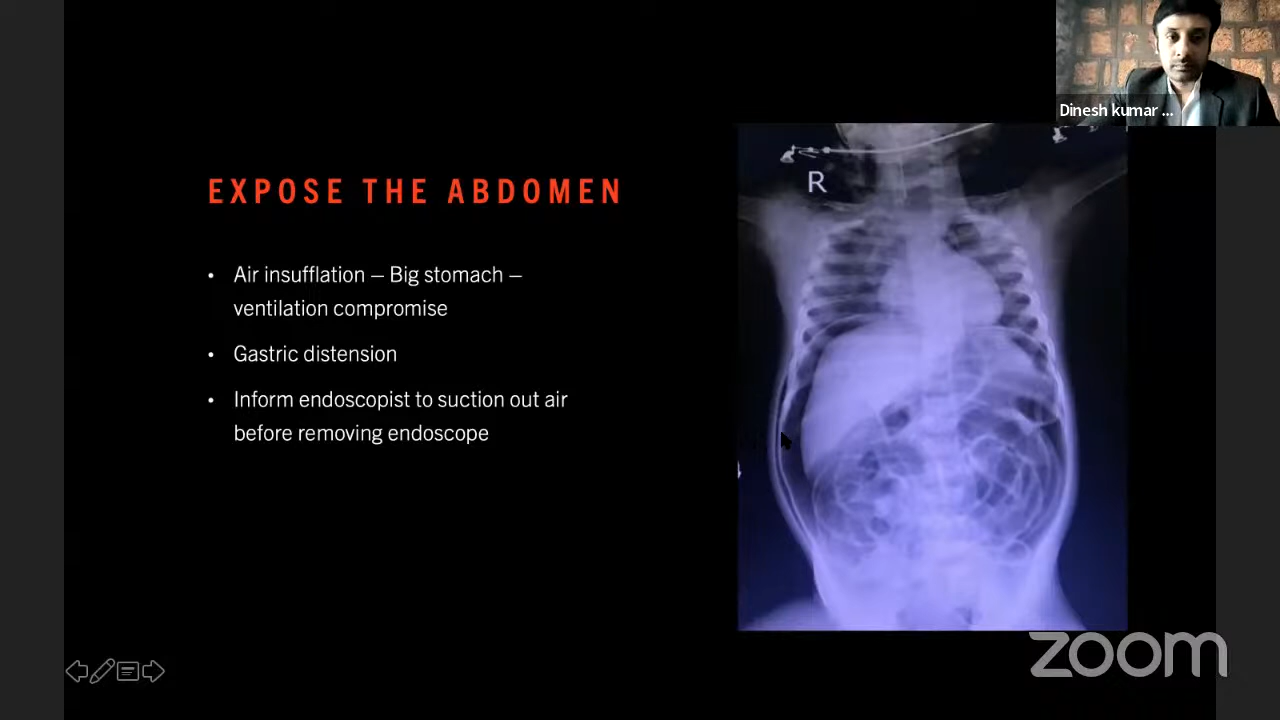 Dinesh kumar ...
EXPOSE THE ABDOMEN
R
• Air insufflation – Big stomach –
ventilation compromise
• Gastric distension
• Inform endoscopist to suction out air
before removing endoscope
zoom